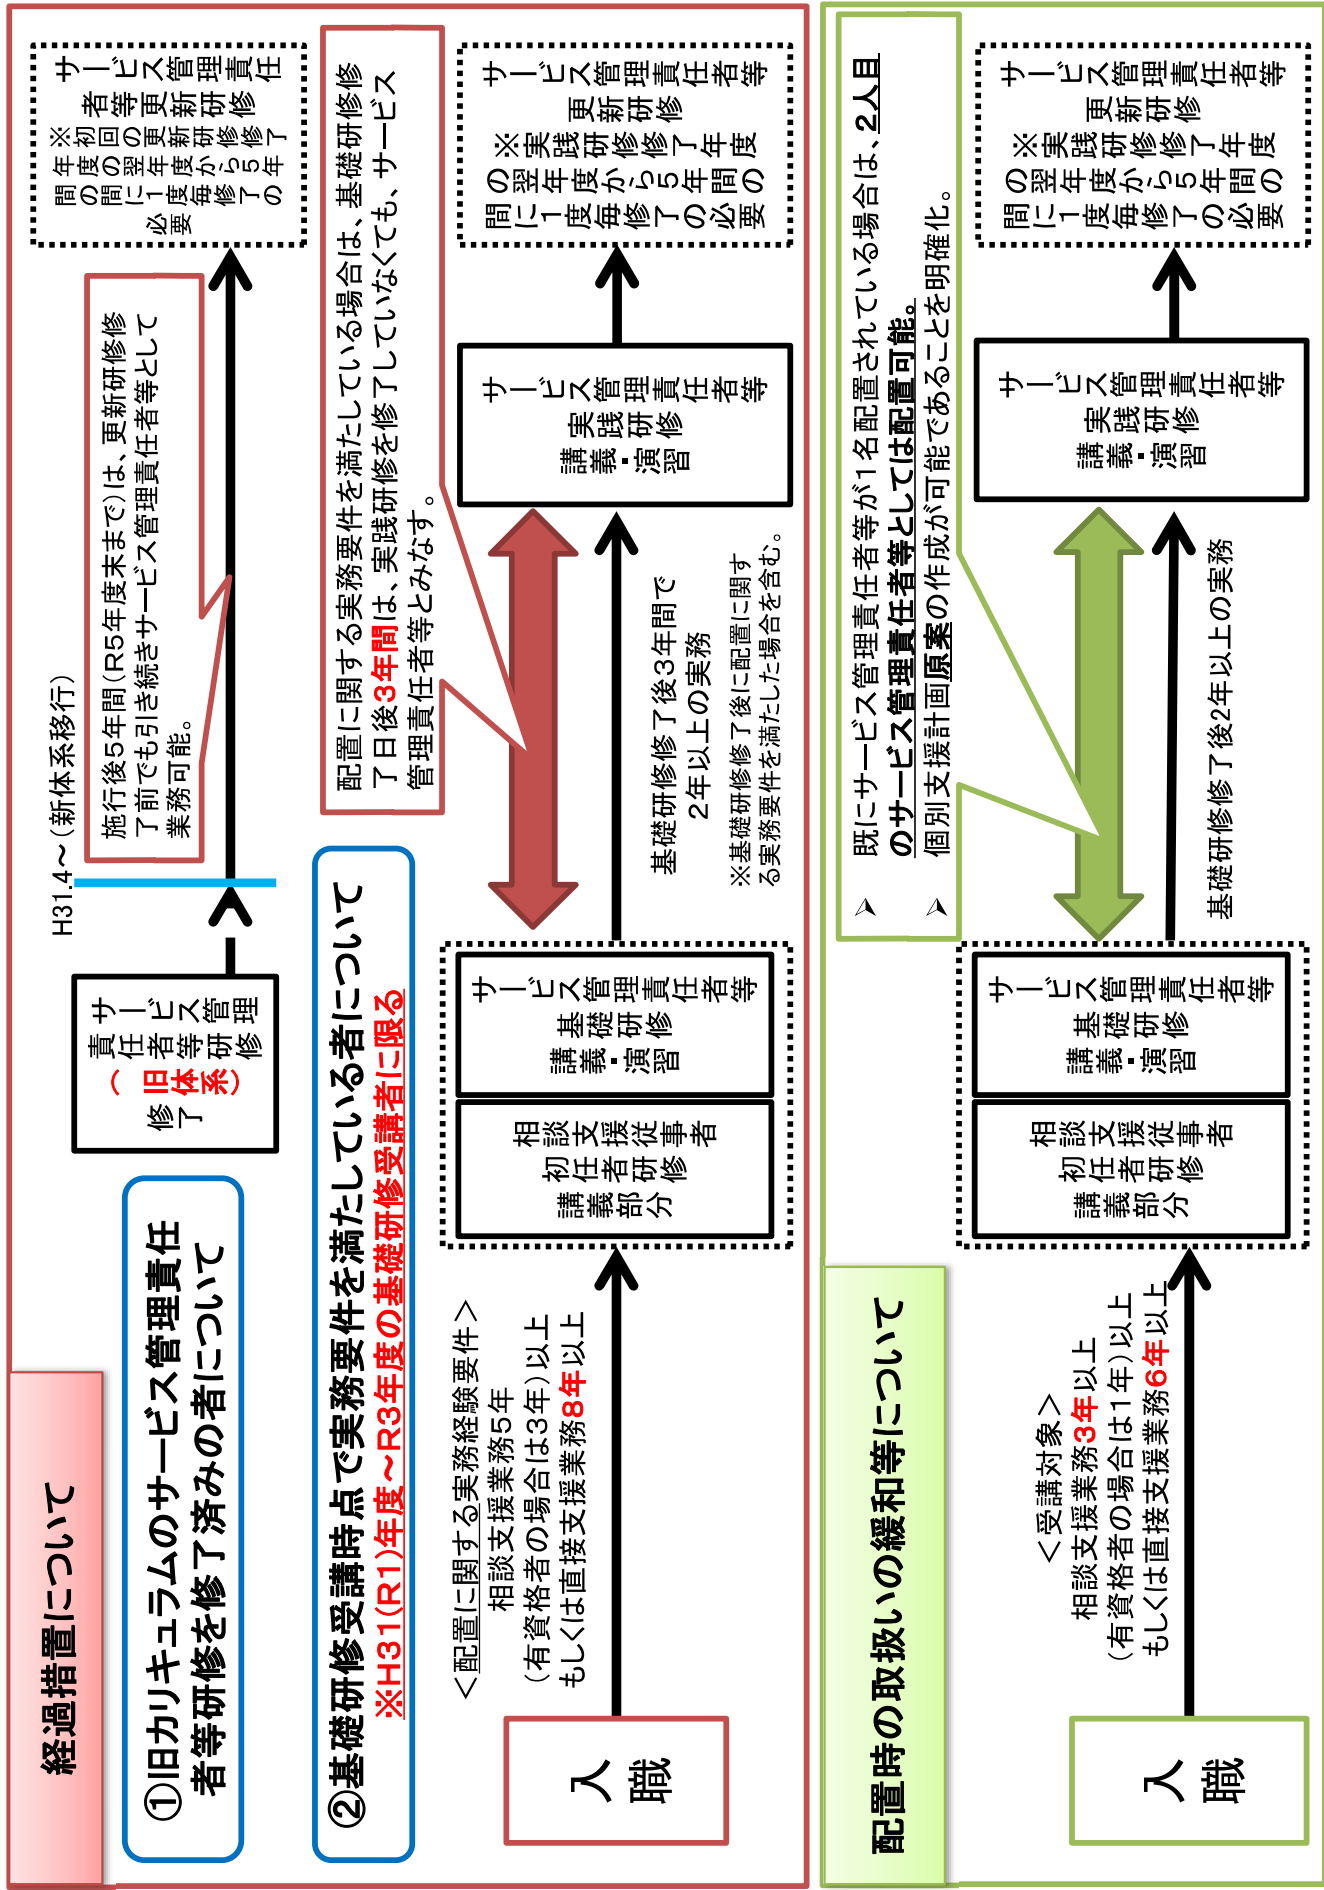 経過措置について
①旧カリキュラムのサービス管理責任
者等研修を修了済みの者について
サービス管理
責任者等研修
（旧体系）
修了
H31.4～（新体系移行）
施行後５年間（R5年度末まで）は、更新研修修
了前でも引き続きサービス管理責任者等として
業務可能。
サービス管理責任
者等更新研修
※初回の更新研修修了
年度の翌年度から５年
間の間に１度毎修了の
必要
②基礎研修受講時点で実務要件を満たしている者について
※H31(R1)年度～R3年度の基礎研修受講者に限る
配置に関する実務要件を満たしている場合は、基礎研修修
了日後3年間は、実践研修を修了していなくても、サービス
管理責任者等とみなす。
入
職
＜配置に関する実務経験要件＞
相談支援業務５年
（有資格者の場合は３年）以上
もしくは直接支援業務8年以上
相談支援従事者
初任者研修
講義部分
サービス管理責任者等
基礎研修
講義・演習
基礎研修修了後３年間で
２年以上の実務
※基礎研修修了後に配置に関す
る実務要件を満たした場合を含む。
サービス管理責任者等
実践研修
講義・演習
サービス管理責任者等
更新研修
※実践研修修了年度
の翌年度から５年間の
間に１度毎修了の必要
配置時の取扱いの緩和等について
➢ 既にサービス管理責任者等が１名配置されている場合は、２人目
のサービス管理責任者等としては配置可能。
➢ 個別支援計画原案の作成が可能であることを明確化。
入
職
＜受講対象＞
相談支援業務3年以上
（有資格者の場合は１年）以上
もしくは直接支援業務6年以上
相談支援従事者
初任者研修
講義部分
サービス管理責任者等
基礎研修
講義・演習
基礎研修修了後2年以上の実務
サービス管理責任者等
実践研修
講義・演習
サービス管理責任者等
更新研修
※実践研修修了年度
の翌年度から５年間の
間に１度毎修了の必要